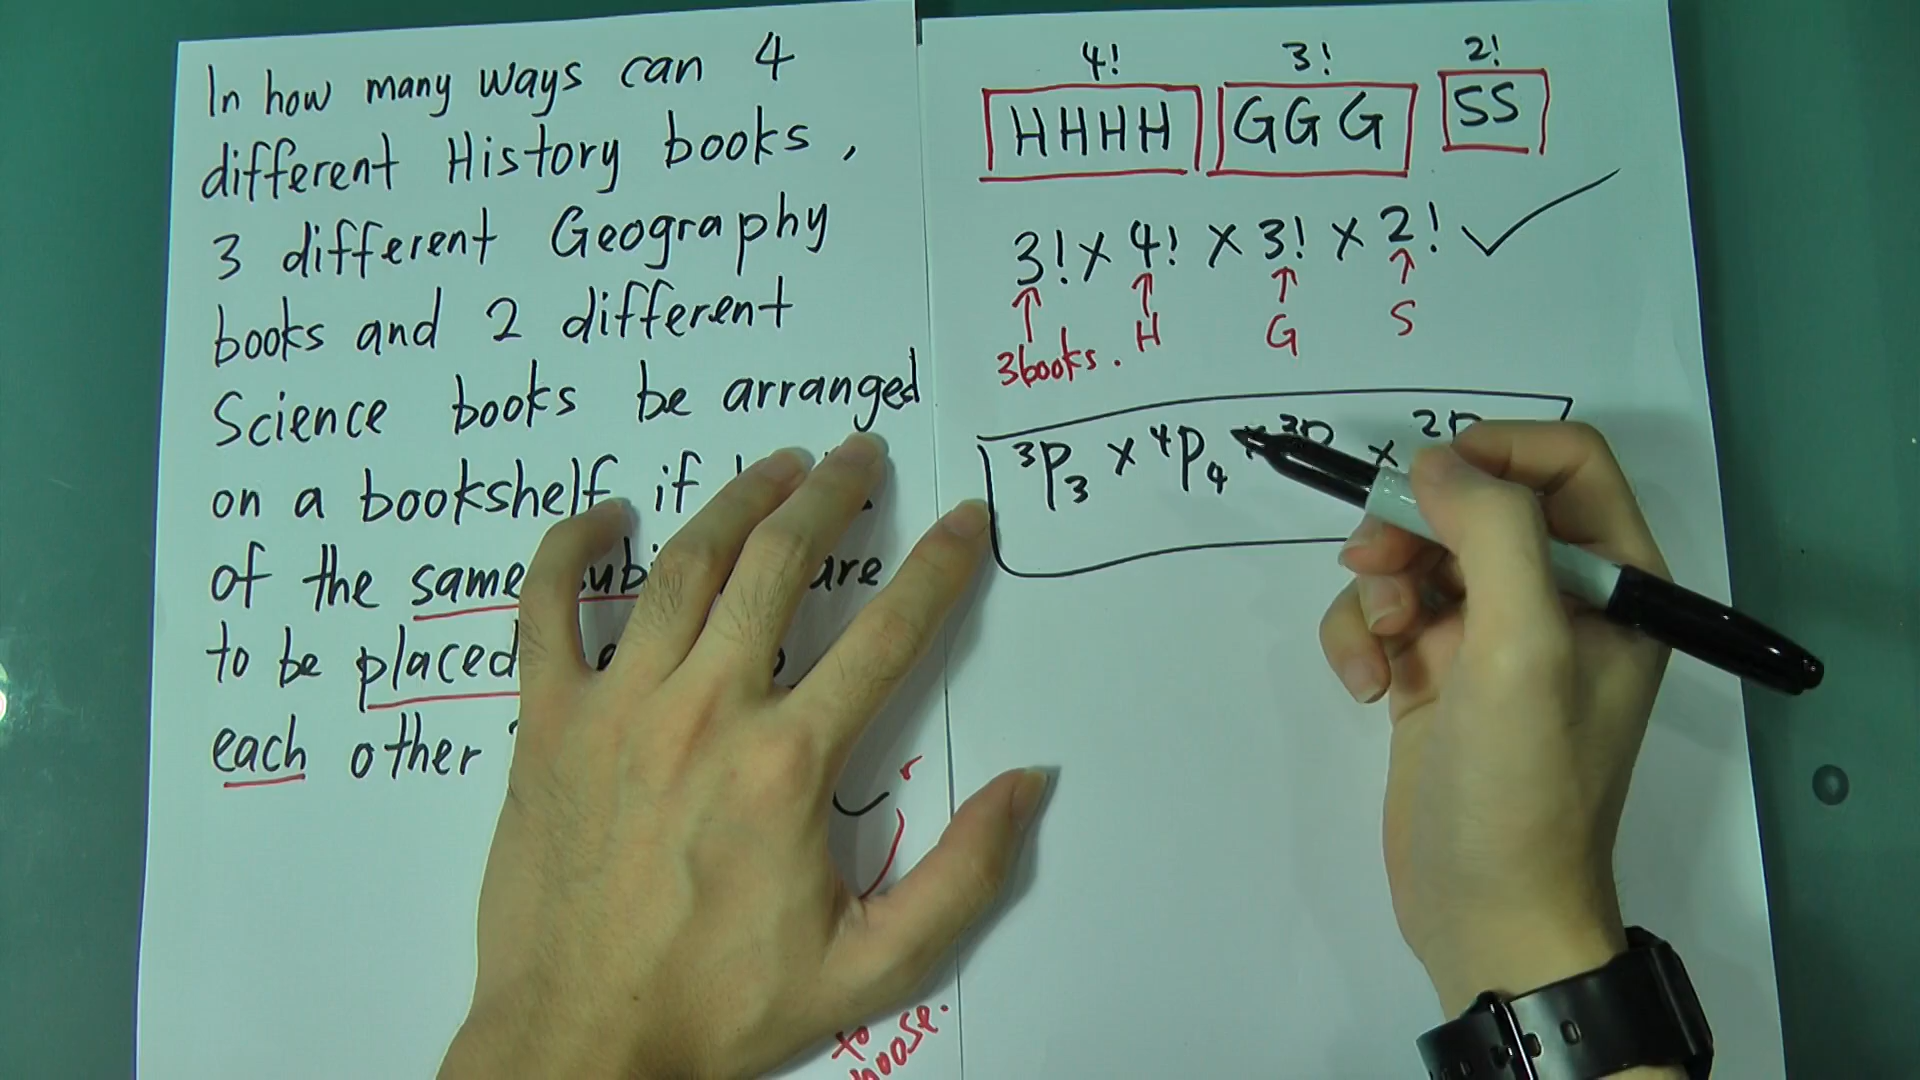 In how many ways can 4
different History books,
3 different Geography
books and 2 different
Science books be arranged
on a bookshelf if
of the same are
to be placed
each other
4! 3! 2!
HHHH GGG SS
3! × 4! × 3! × 2! ✓
↑ ↑ ↑ ↑
3books. H G S
³P₃ × ⁴P₄ × ×
r
to